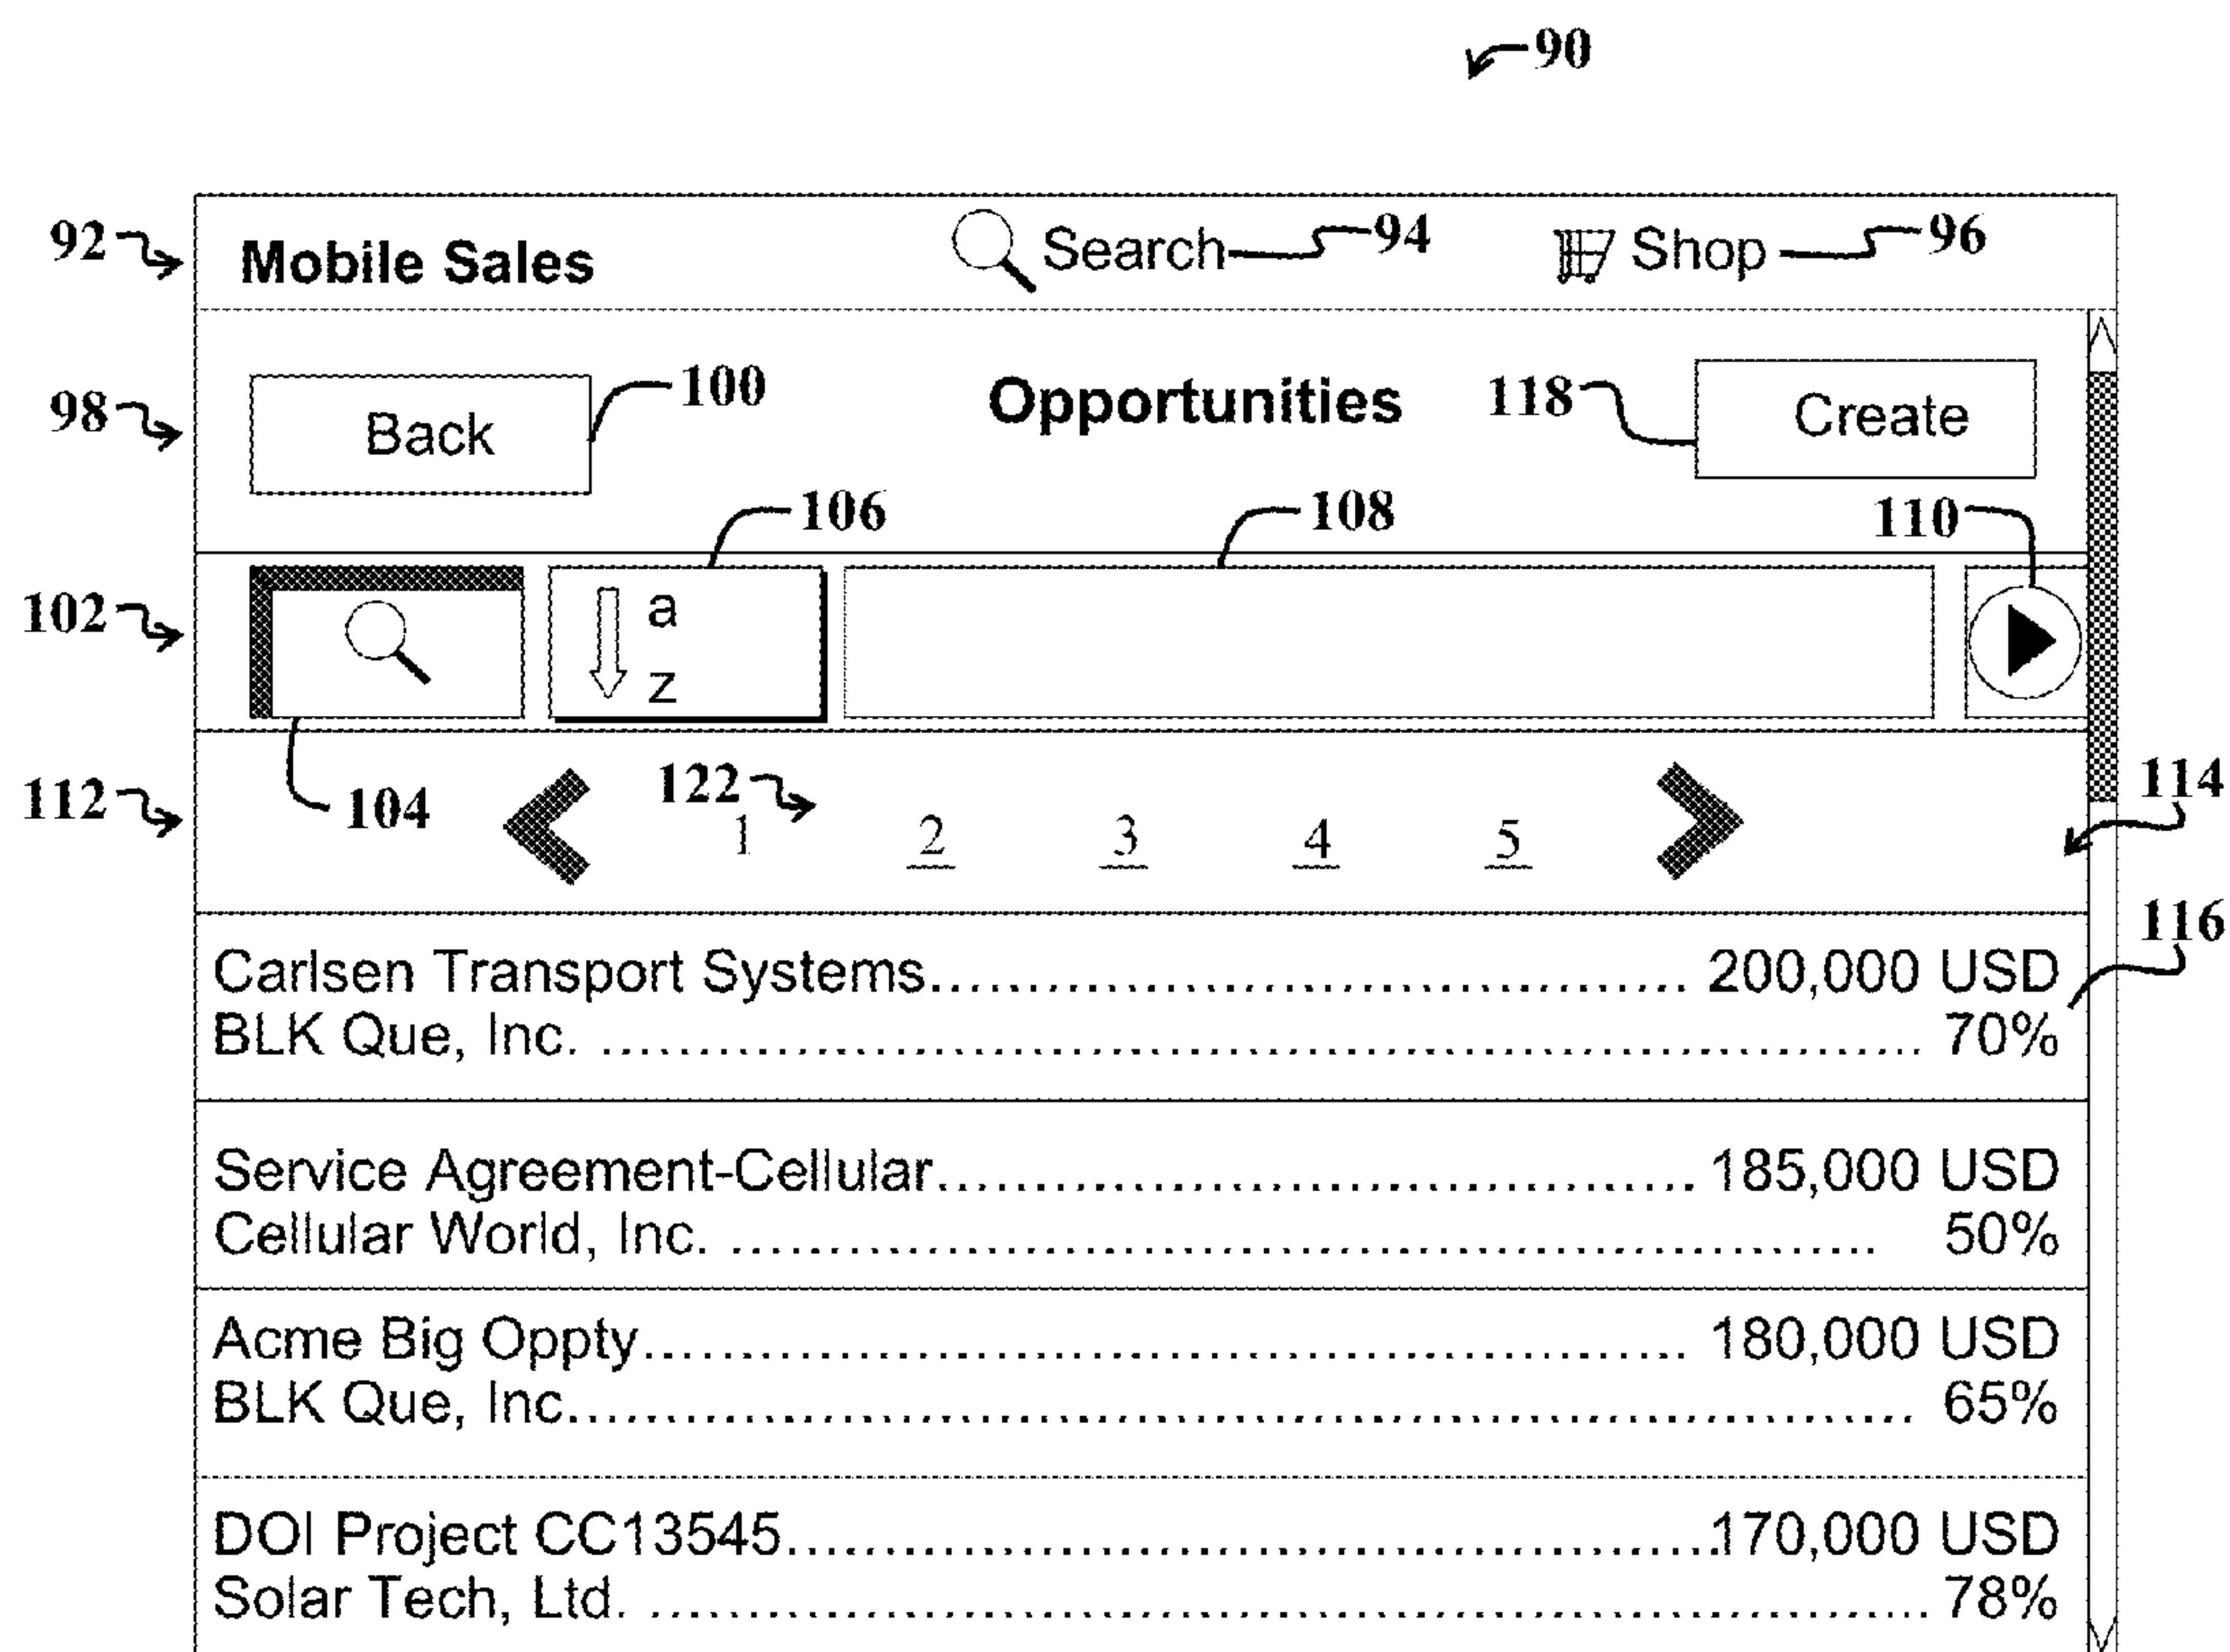 90
92 Mobile Sales Search 94 Shop 96
98 Back 100 Opportunities 118 Create
106 108 110
102 a
z
112 104 122 1 2 3 4 5 114
116
Carlsen Transport Systems................................... 200,000 USD
BLK Que, Inc. ................................................................ 70%
Service Agreement-Cellular................................... 185,000 USD
Cellular World, Inc. ....................................................... 50%
Acme Big Oppty.................................................. 180,000 USD
BLK Que, Inc................................................................ 65%
DOI Project CC13545.............................................170,000 USD
Solar Tech, Ltd. ............................................................. 78%